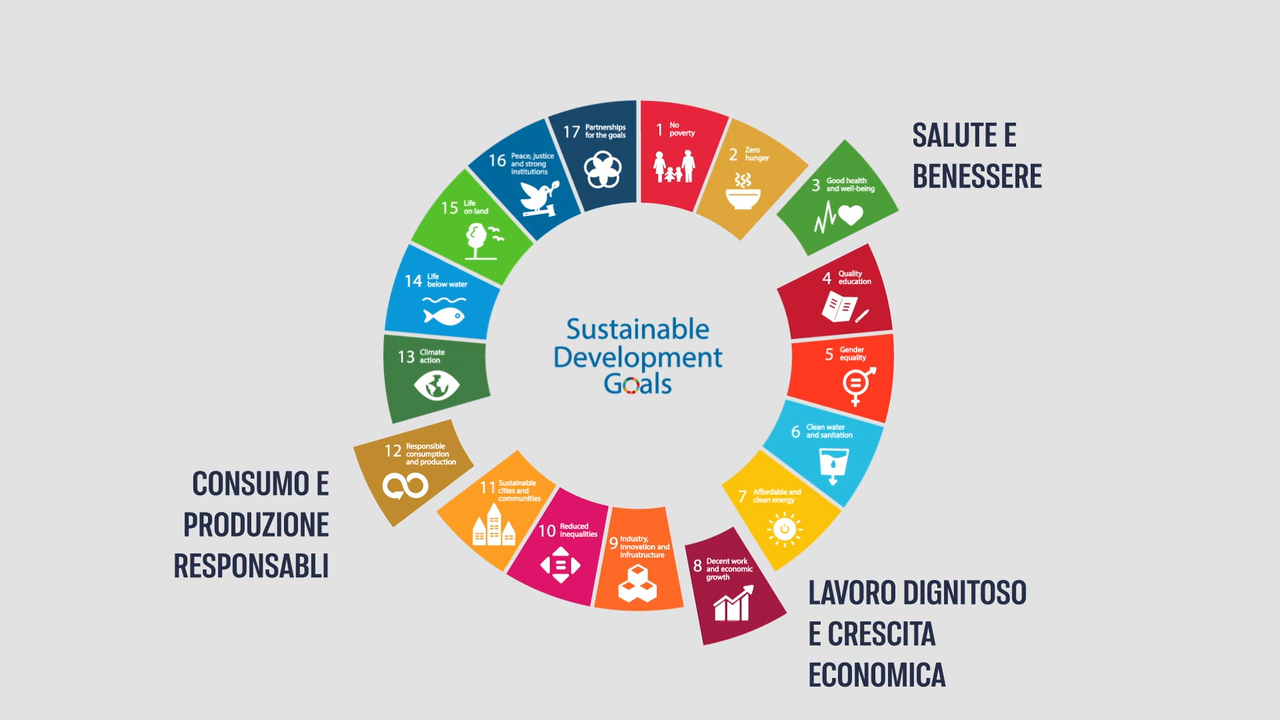 1 No
poverty
2 Zero
hunger
3 Good health
and well-being
SALUTE E
BENESSERE
4 Quality
education
5 Gender
equality
6 Clean water
and sanitation
7 Affordable and
clean energy
8 Decent work
and economic
growth
LAVORO DIGNITOSO
E CRESCITA
ECONOMICA
9 Industry,
innovation and
infrustructure
10 Reduced
inequalities
11 Sustainable
cities and
communities
12 Responsible
consumption
and production
CONSUMO E
PRODUZIONE
RESPONSABLI
13 Climate
action
14 Life
below water
15 Life
on land
16 Peace, justice
and strong
institutions
17 Partnerships
for the goals
Sustainable
Development
Goals